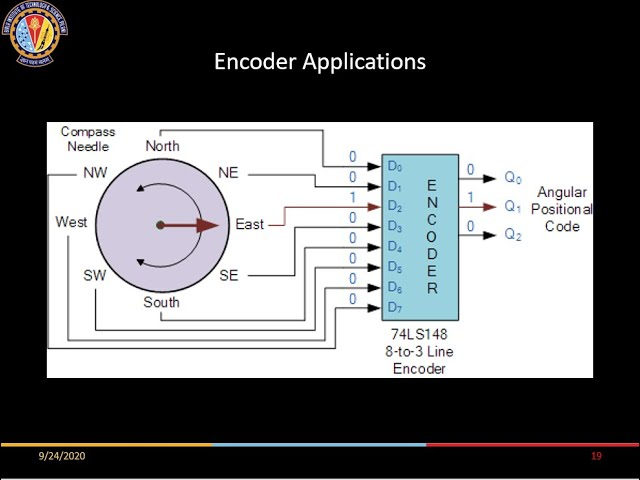 Encoder Applications
Compass
Needle
North
NW
NE
West
East
SW
SE
South
0
0
1
0
0
0
0
0
D0
D1
D2
D3
D4
D5
D6
D7
ENCODER
0
1
0
Q0
Q1
Q2
Angular
Positional
Code
74LS148
8-to-3 Line
Encoder
9/24/2020
19